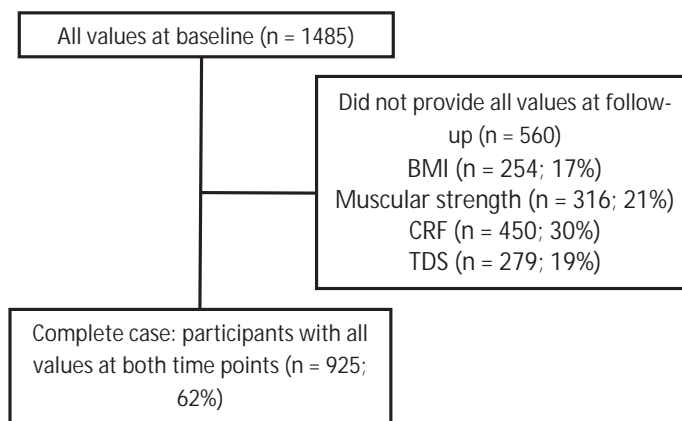 All values at baseline (n = 1485)
Did not provide all values at follow-
up (n = 560)
BMI (n = 254; 17%)
Muscular strength (n = 316; 21%)
CRF (n = 450; 30%)
TDS (n = 279; 19%)
Complete case: participants with all
values at both time points (n = 925;
62%)